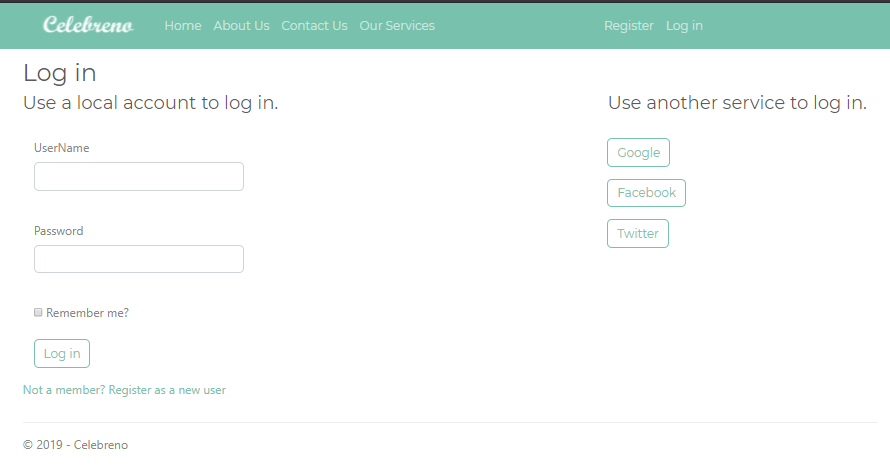 Celebreno Home About Us Contact Us Our Services Register Log in
Log in
Use a local account to log in.
UserName
Password
Remember me?
Log in
Not a member? Register as a new user
Use another service to log in.
Google
Facebook
Twitter
© 2019 - Celebreno